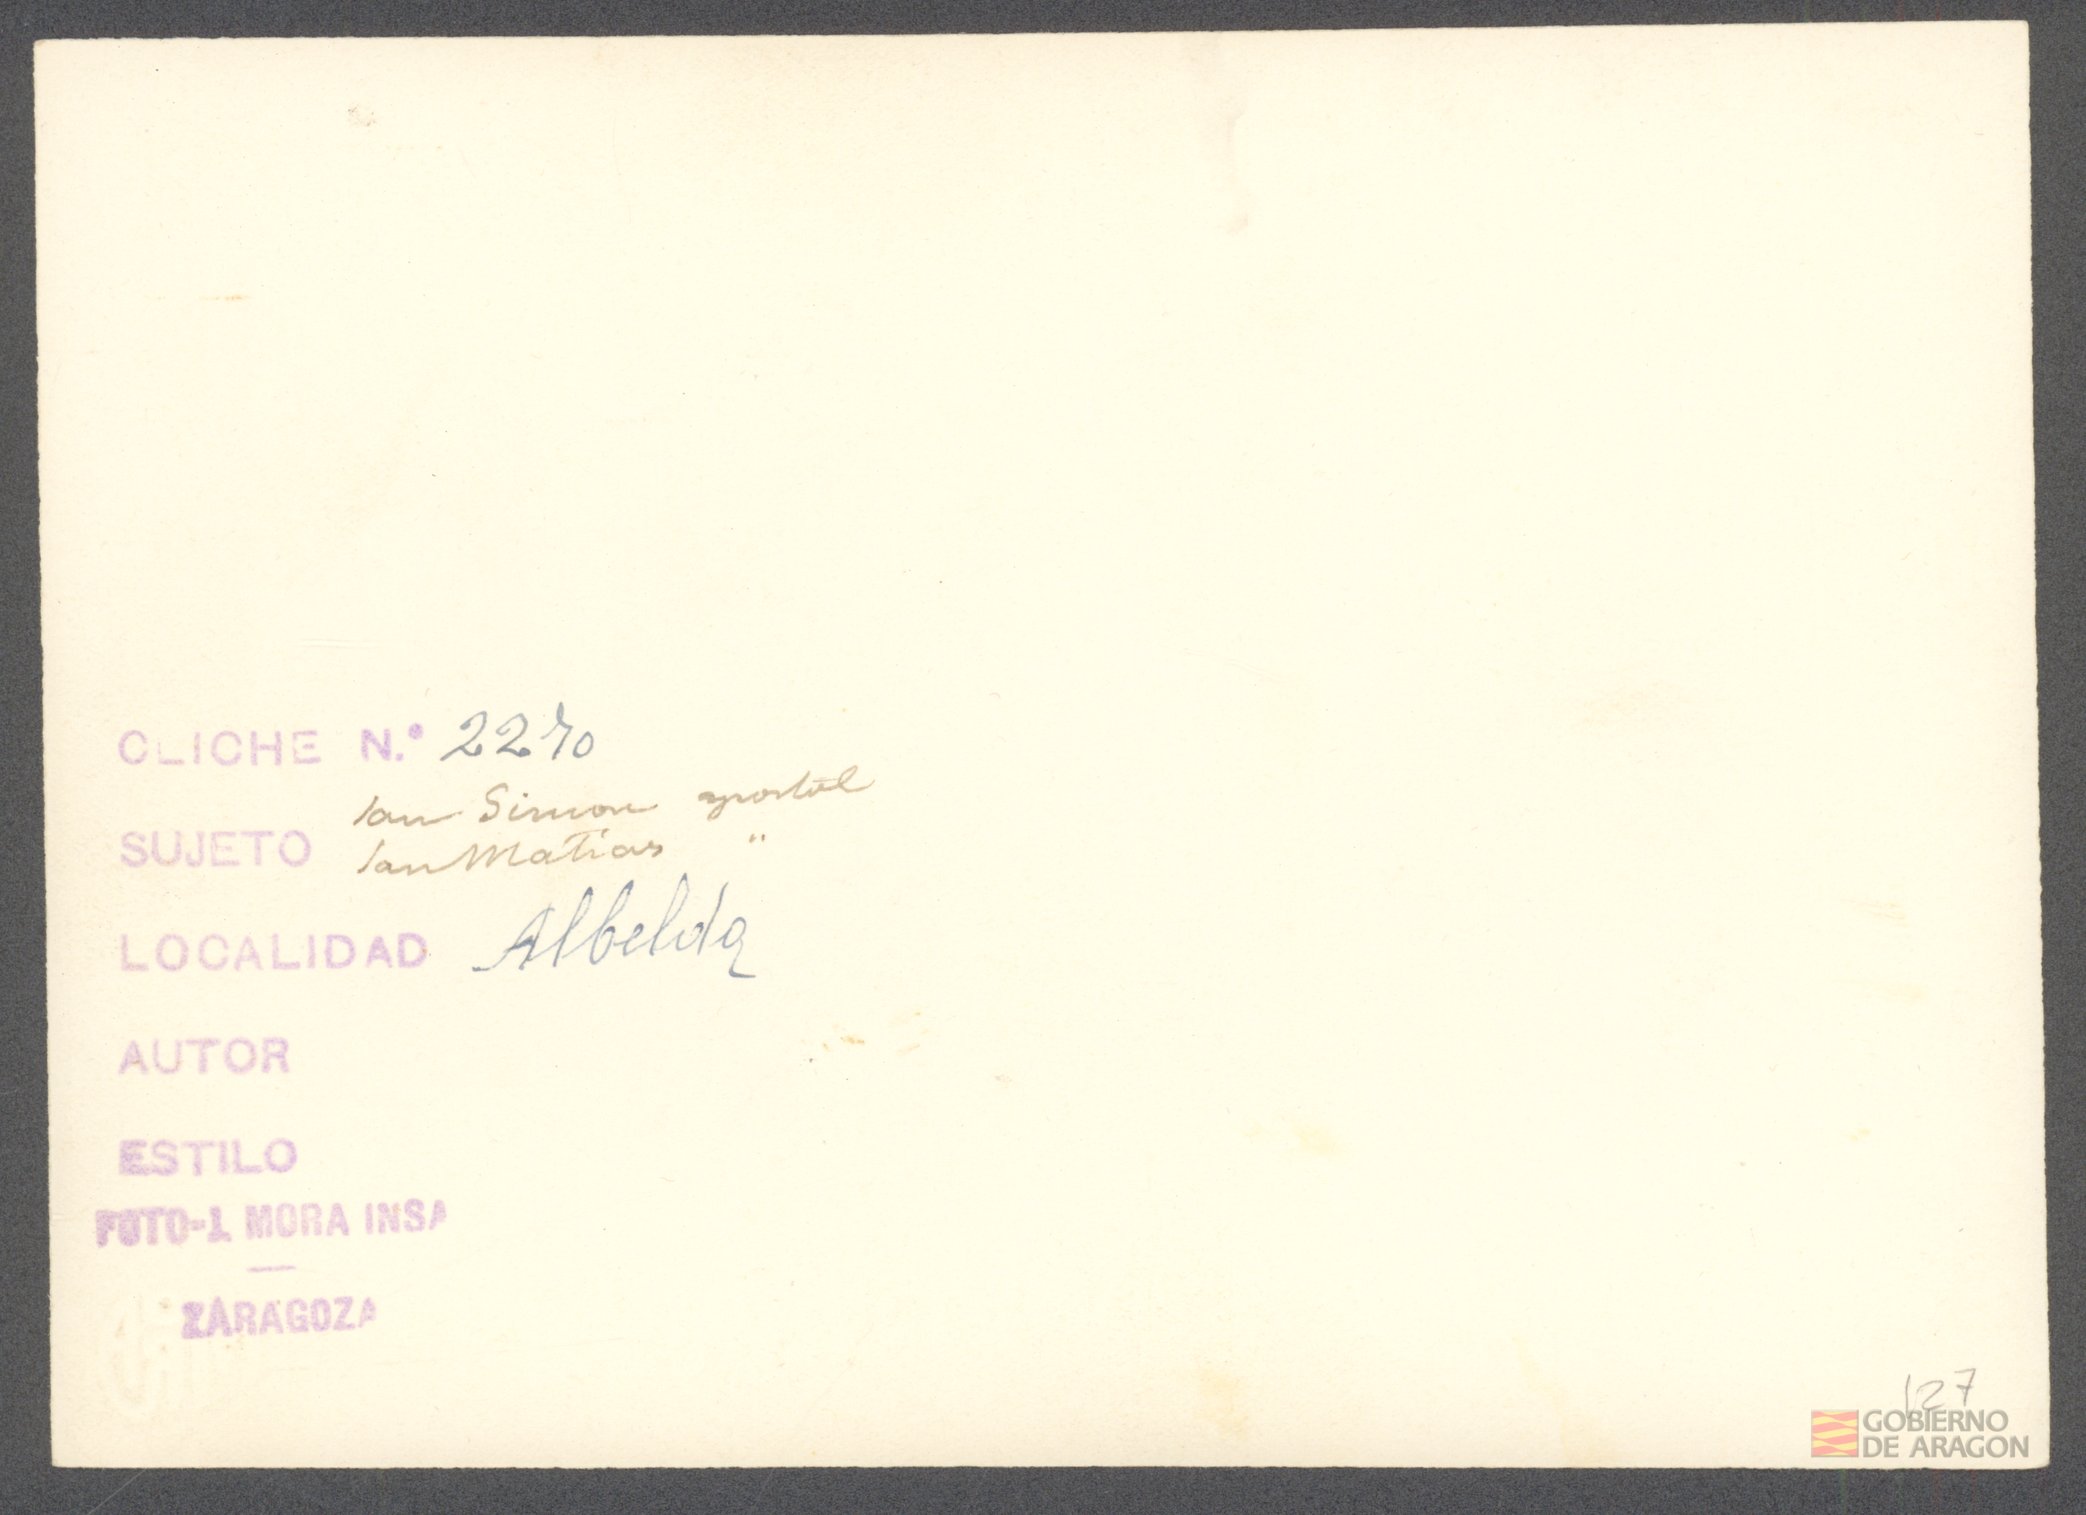 CLICHE N.º 2270
San Simon apostol
SUJETO
San Matias "
LOCALIDAD Albelda
AUTOR
ESTILO
FOTO-J. MORA INSA
ZARAGOZA
127
GOBIERNO
DE ARAGON